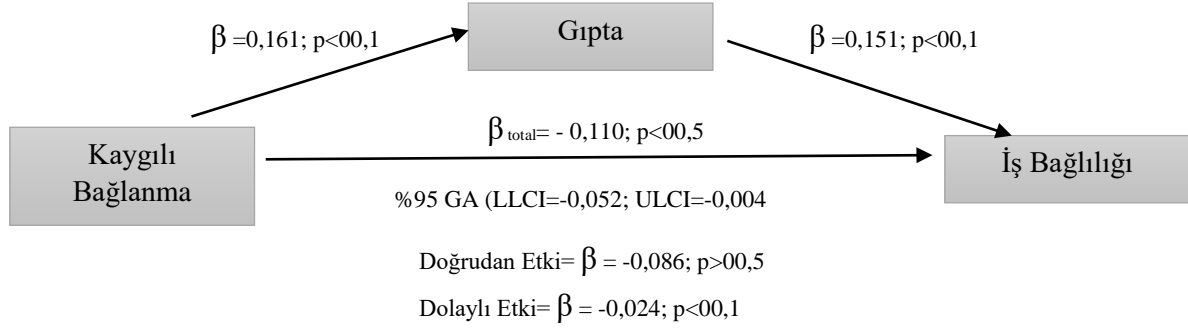 Gıpta
β =0,161; p<00,1
β =0,151; p<00,1
Kaygılı
Bağlanma
β total= - 0,110; p<00,5
İş Bağlılığı
%95 GA (LLCI=-0,052; ULCI=-0,004
Doğrudan Etki= β = -0,086; p>00,5
Dolaylı Etki= β = -0,024; p<00,1